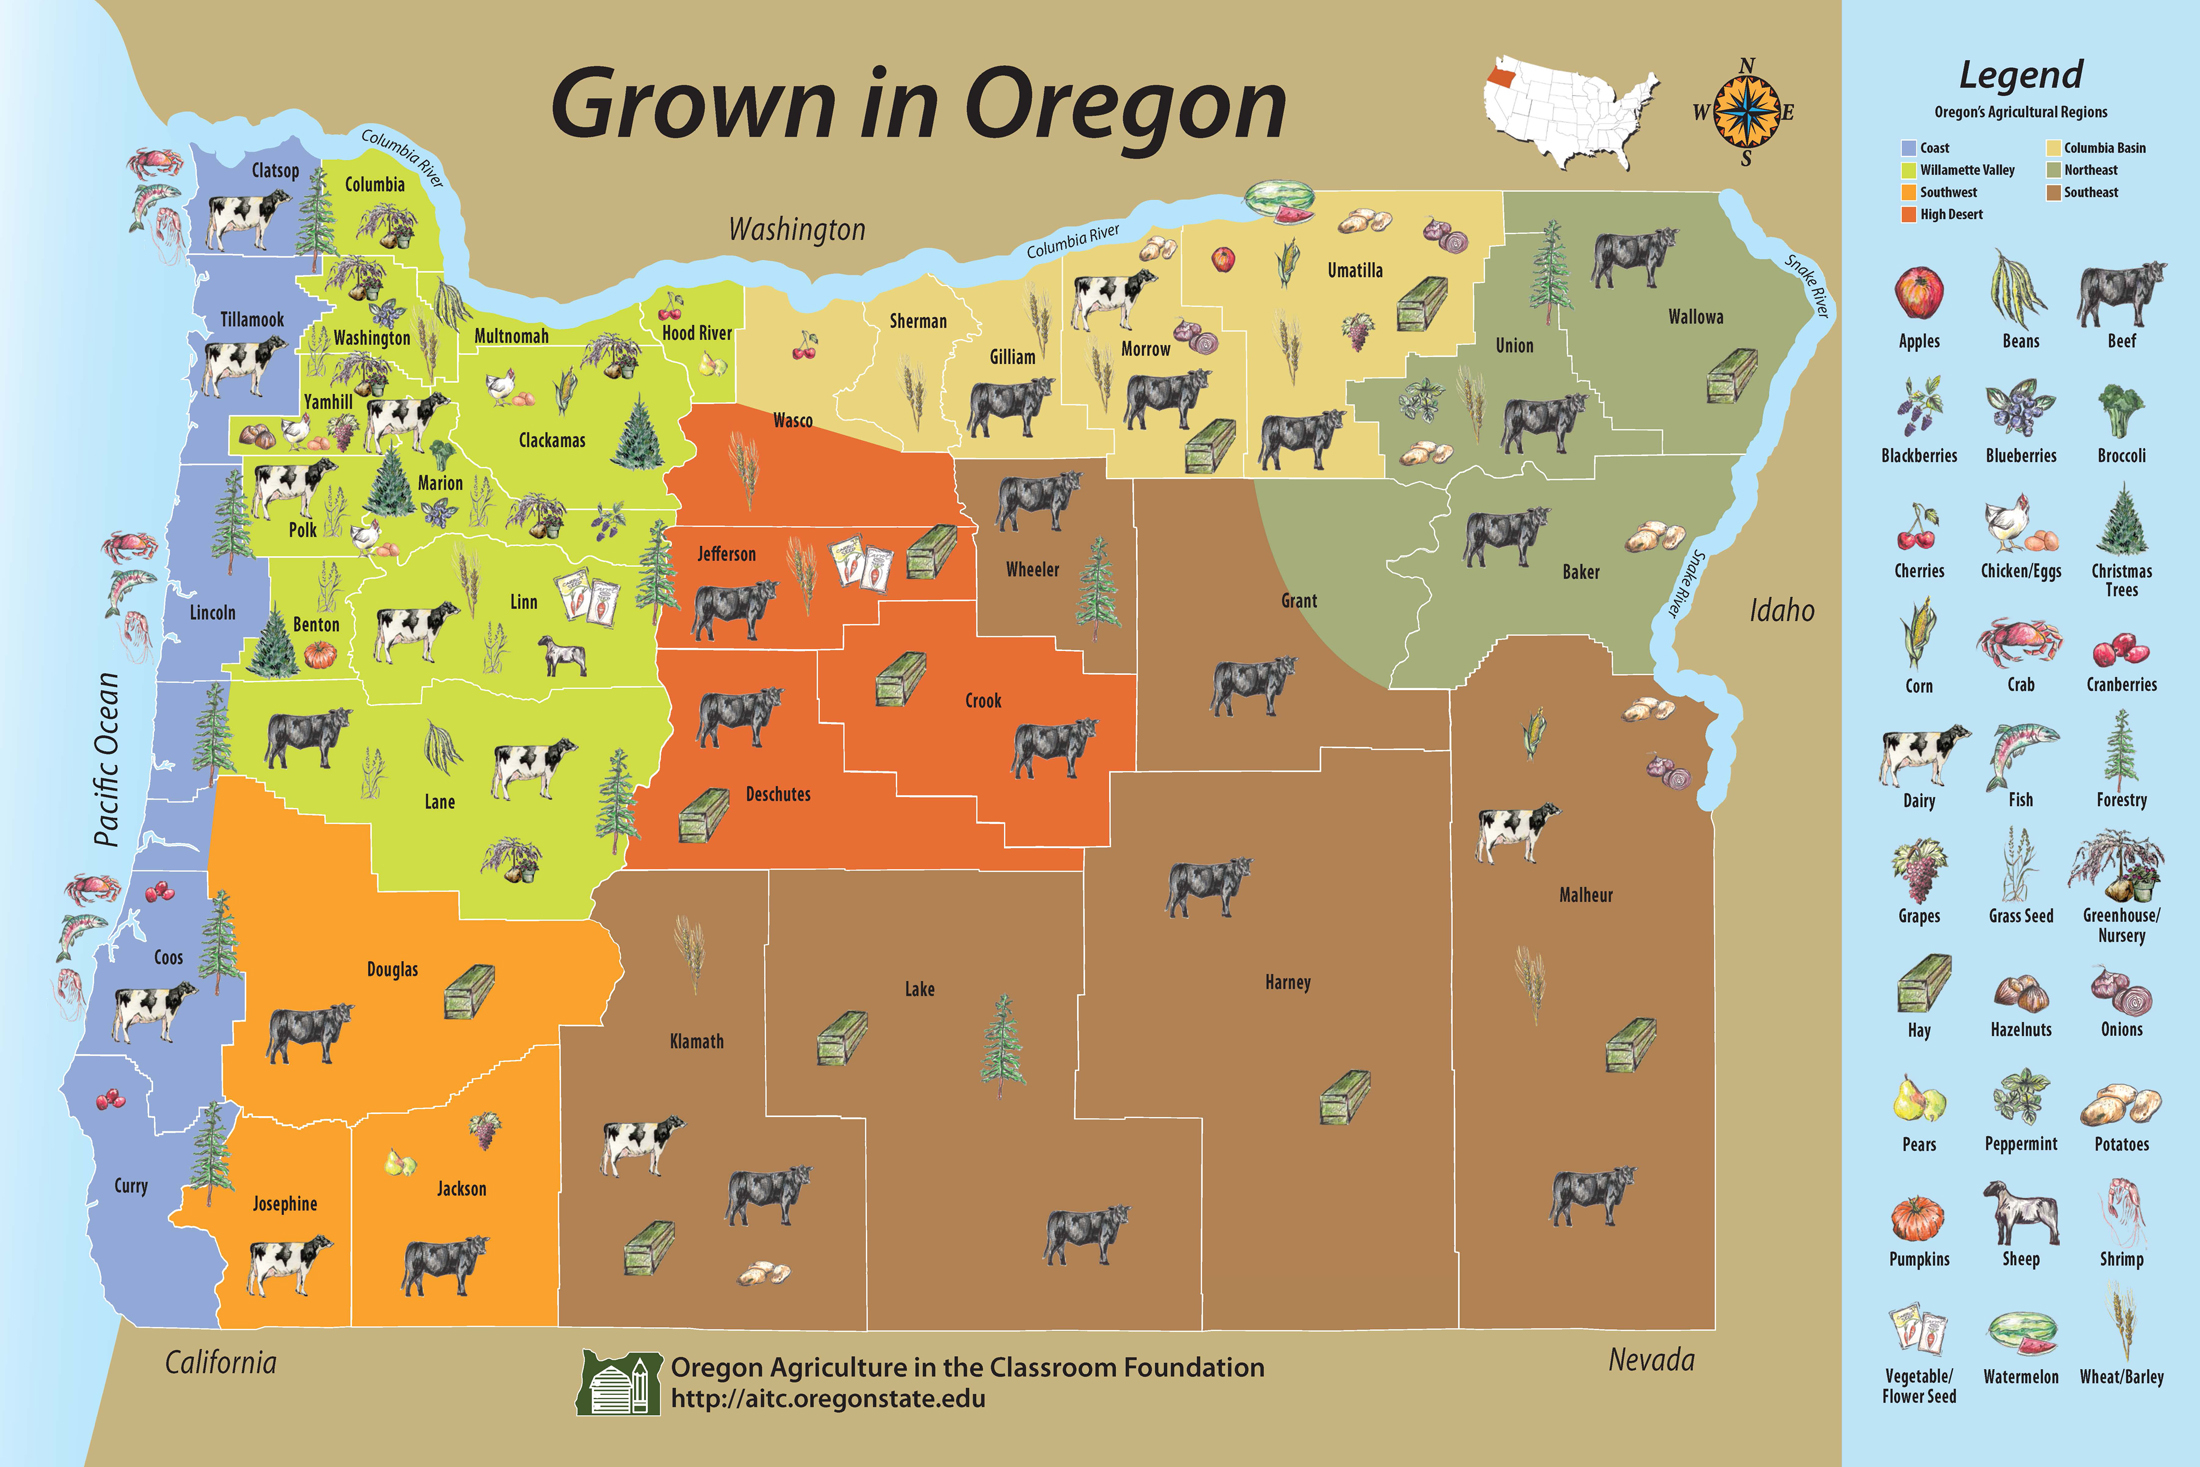 Grown in Oregon
N
W
E
S
Columbia River
Clatsop
Columbia
Washington
Columbia River
Snake River
Tillamook
Washington
Multnomah
Hood River
Sherman
Gilliam
Morrow
Umatilla
Union
Wallowa
Yamhill
Clackamas
Wasco
Marion
Polk
Jefferson
Wheeler
Grant
Baker
Snake River
Idaho
Lincoln
Benton
Linn
Pacific Ocean
Crook
Lane
Deschutes
Malheur
Coos
Douglas
Lake
Harney
Klamath
Curry
Josephine
Jackson
California
Nevada
Oregon Agriculture in the Classroom Foundation
http://aitc.oregonstate.edu
Legend
Oregon's Agricultural Regions
Coast
Columbia Basin
Willamette Valley
Northeast
Southwest
Southeast
High Desert
Apples
Beans
Beef
Blackberries
Blueberries
Broccoli
Cherries
Chicken/Eggs
Christmas
Trees
Corn
Crab
Cranberries
Dairy
Fish
Forestry
Grapes
Grass Seed
Greenhouse/
Nursery
Hay
Hazelnuts
Onions
Pears
Peppermint
Potatoes
Pumpkins
Sheep
Shrimp
Vegetable/
Flower Seed
Watermelon
Wheat/Barley